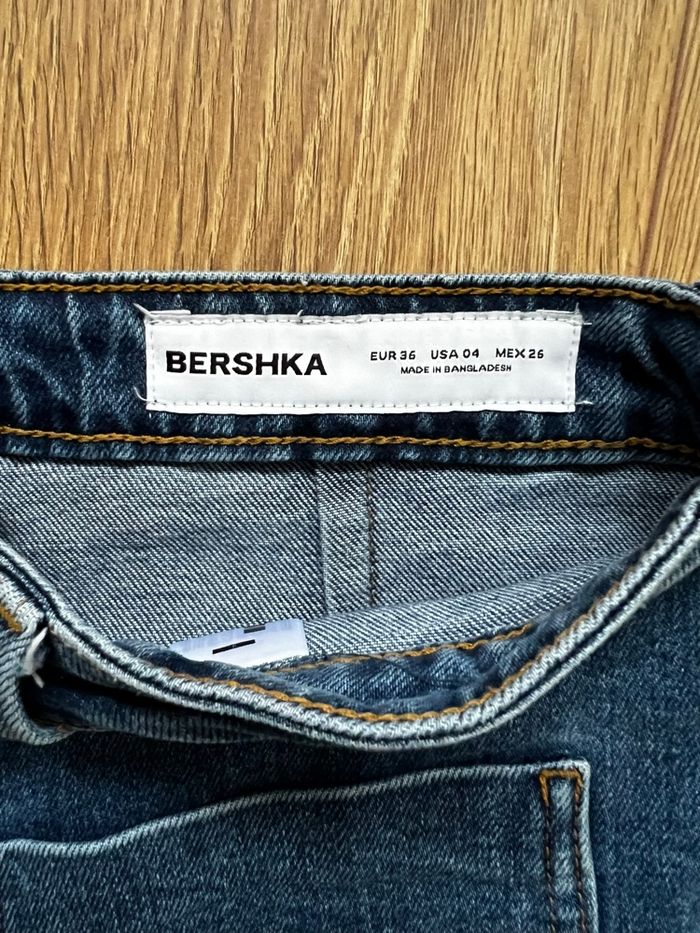 BERSHKA
EUR 36 USA 04 MEX 26
MADE IN BANGLADESH